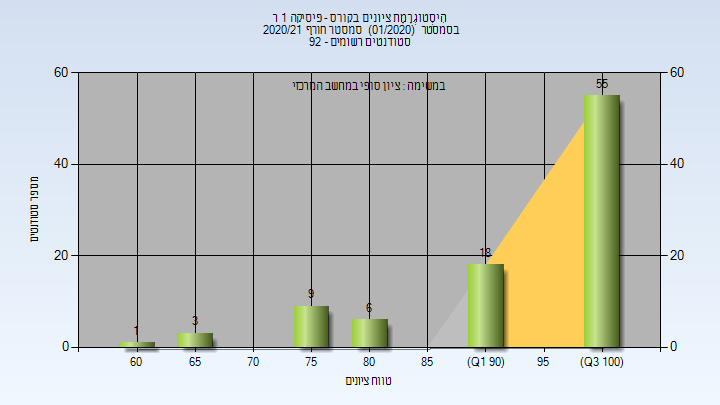 היסטוגרמת ציונים בקורס - פיסיקה 1 ר
בסמסטר (01/2020) סמסטר חורף 2020/21
סטודנטים רשומים - 92
במשימה : ציון סופי במחשב המרכזי
60 60
40 40
20 20
0 0
1 3 9 6 18 55
60 65 70 75 80 85 (Q1 90) 95 (Q3 100)
מספר סטודנטים
טווח ציונים